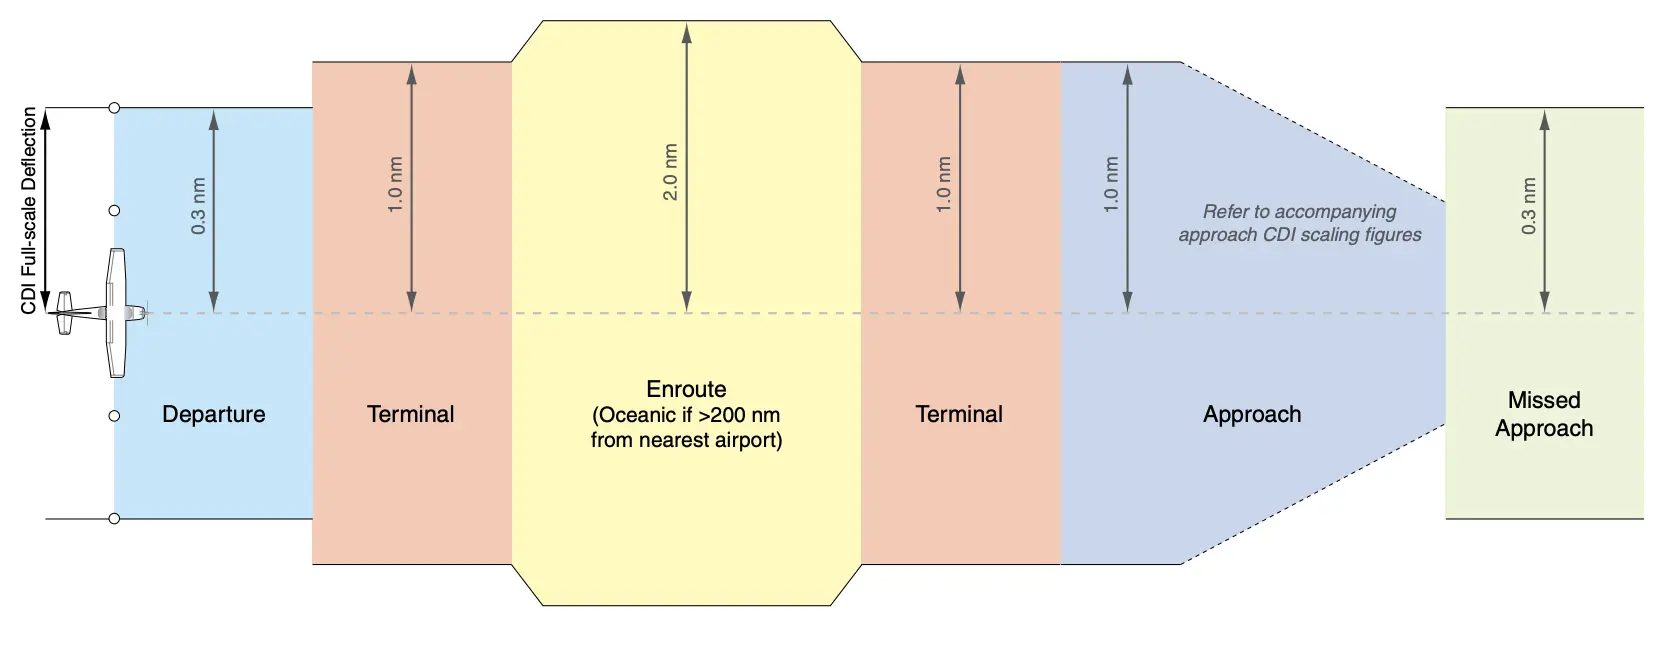 CDI Full-scale Deflection
0.3 nm
1.0 nm
2.0 nm
1.0 nm
1.0 nm
Refer to accompanying
approach CDI scaling figures
0.3 nm
Departure
Terminal
Enroute
(Oceanic if >200 nm
from nearest airport)
Terminal
Approach
Missed
Approach